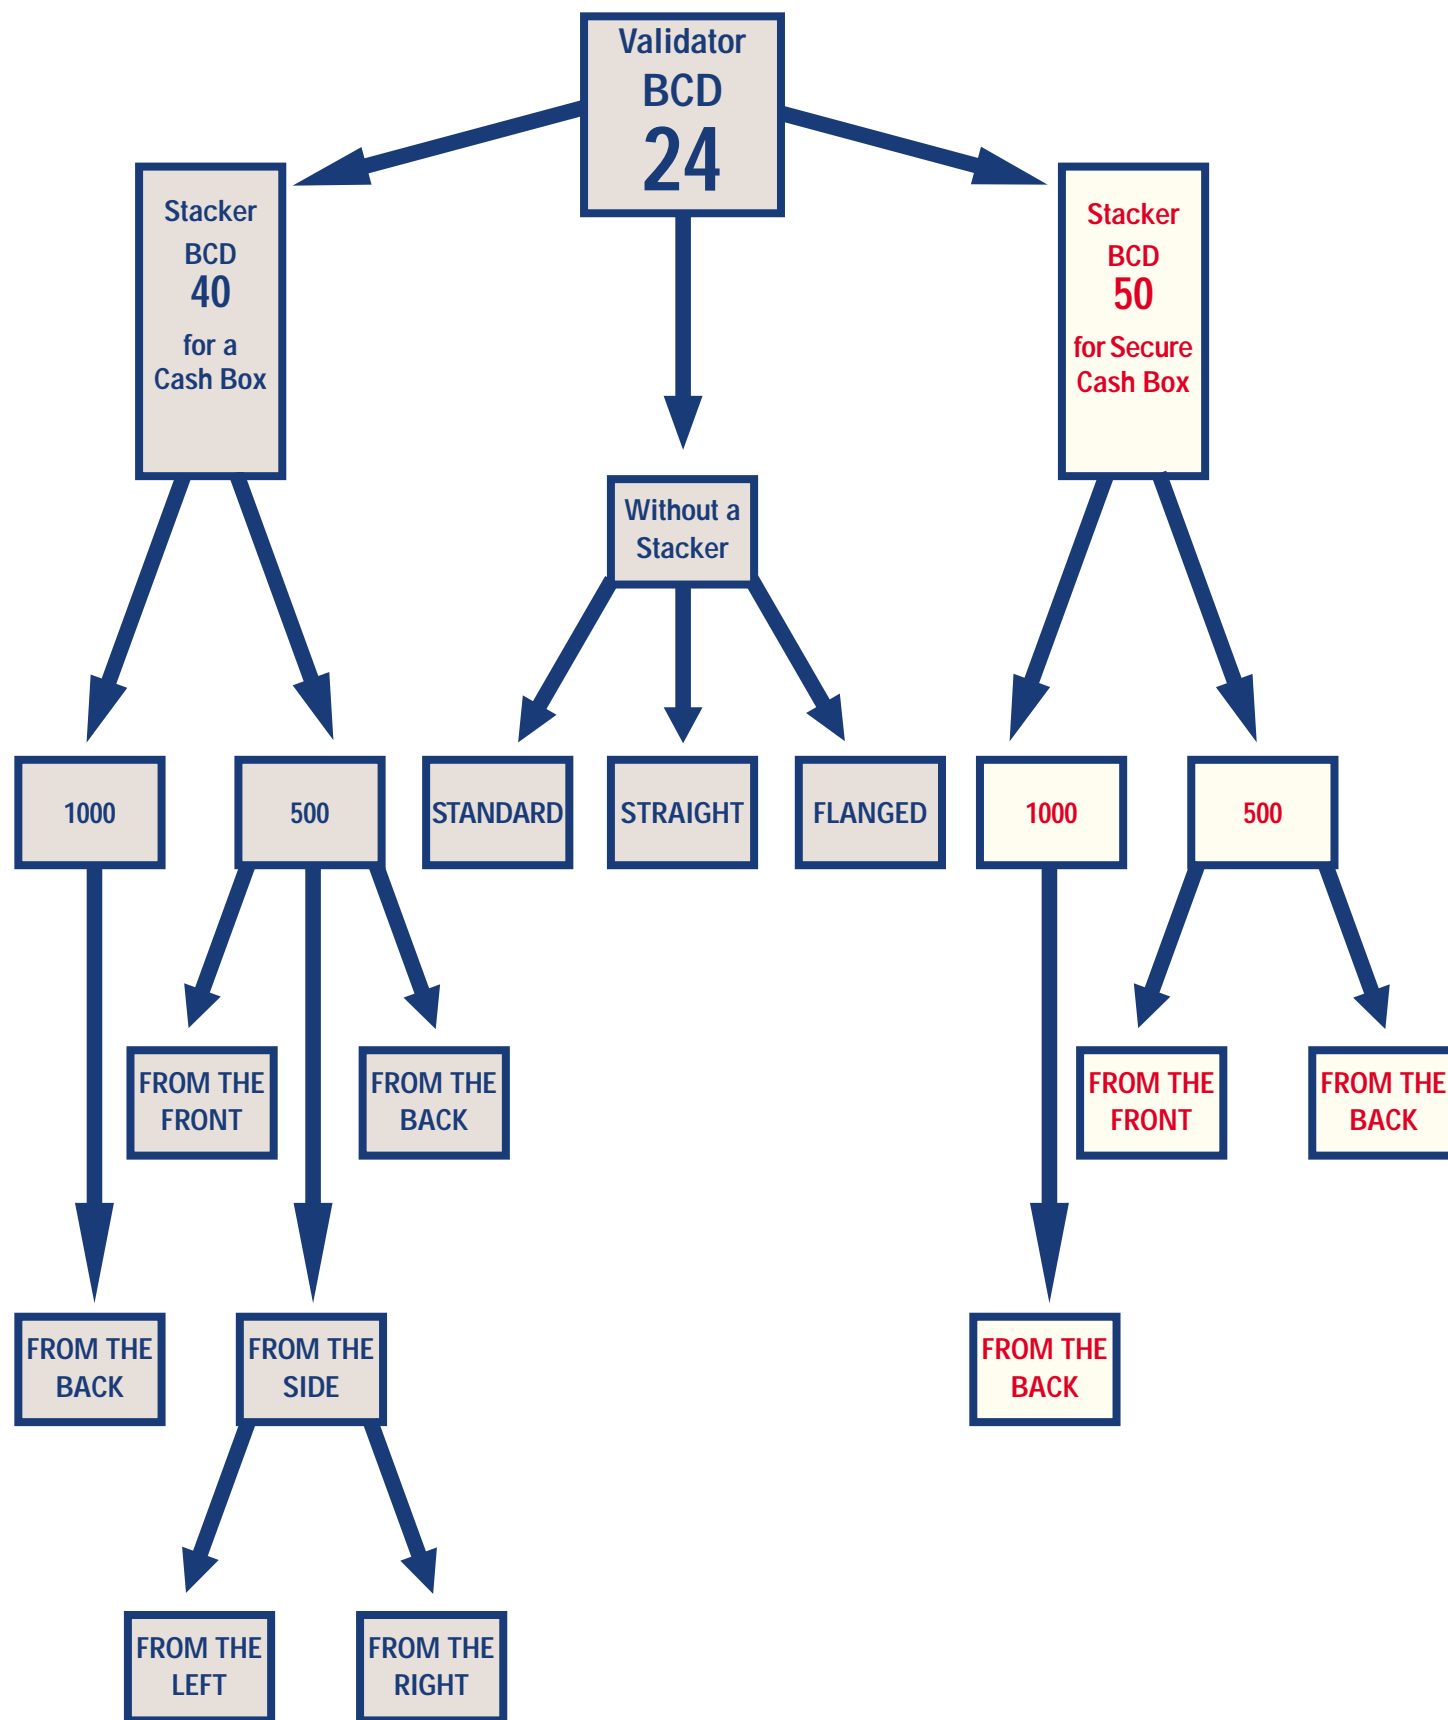 Validator
BCD
24
Stacker
BCD
40
for a
Cash Box
Stacker
BCD
50
for Secure
Cash Box
Without a
Stacker
1000
500
STANDARD
STRAIGHT
FLANGED
1000
500
FROM THE
FRONT
FROM THE
BACK
FROM THE
FRONT
FROM THE
BACK
FROM THE
BACK
FROM THE
SIDE
FROM THE
BACK
FROM THE
LEFT
FROM THE
RIGHT